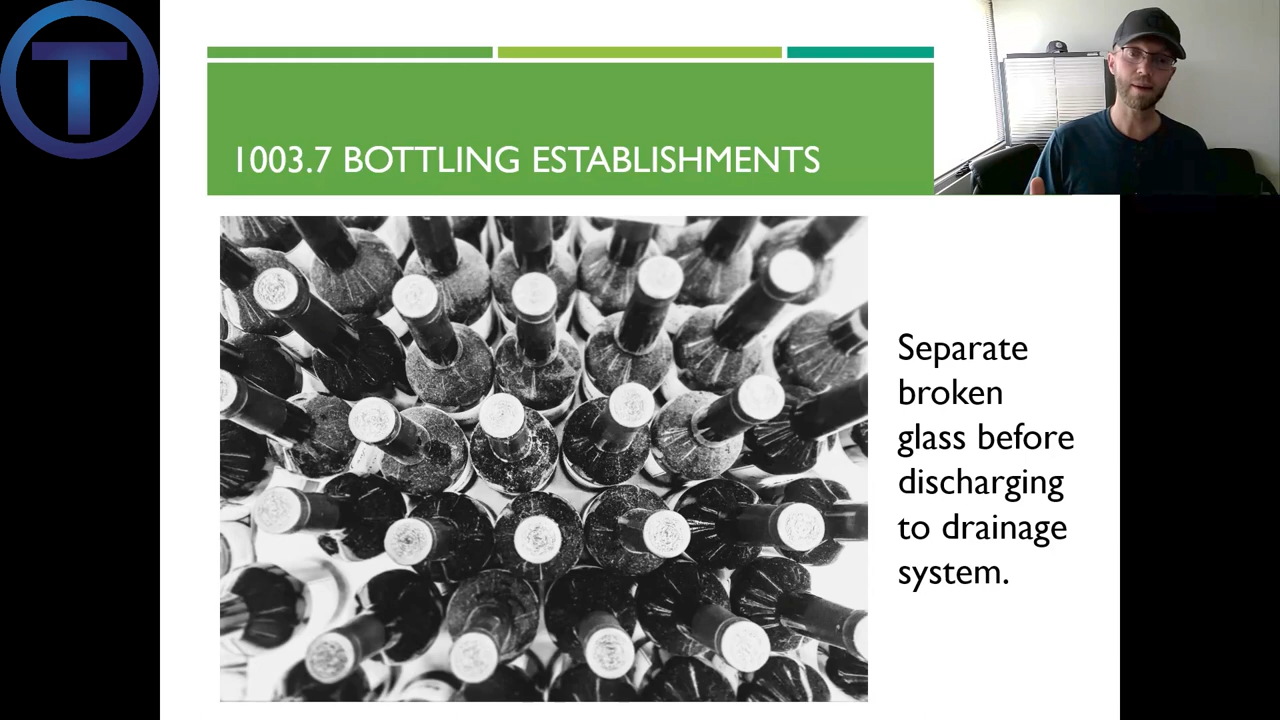 T
1003.7 BOTTLING ESTABLISHMENTS
Separate
broken
glass before
discharging
to drainage
system.